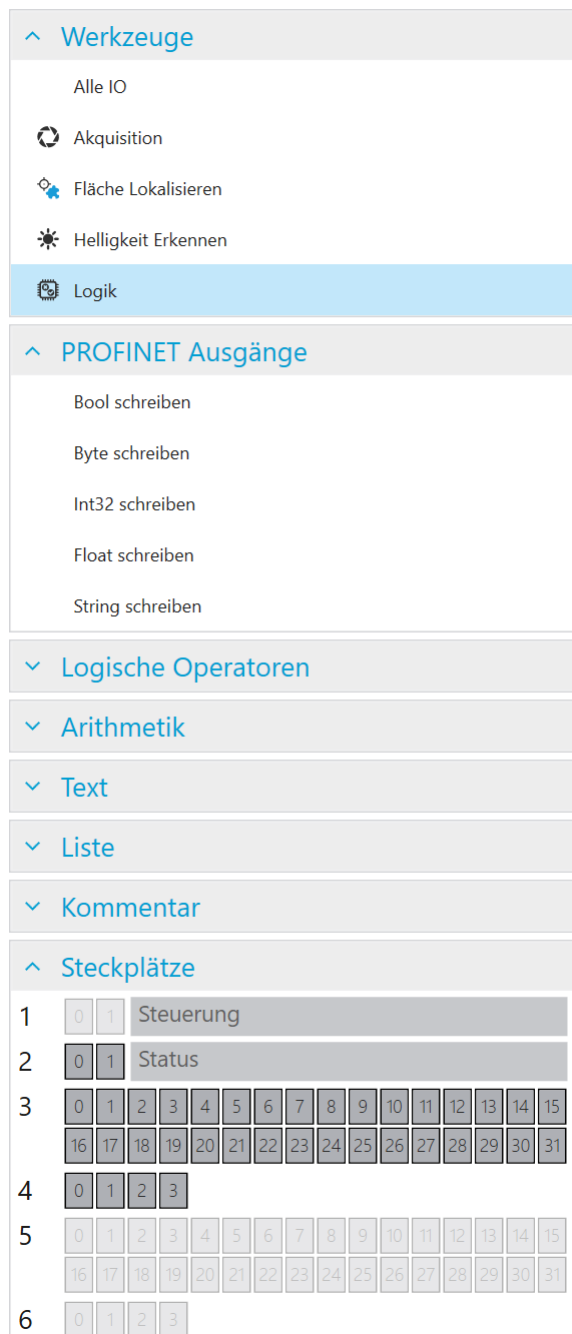 Werkzeuge
Alle IO
Akquisition
Fläche Lokalisieren
Helligkeit Erkennen
Logik
PROFINET Ausgänge
Bool schreiben
Byte schreiben
Int32 schreiben
Float schreiben
String schreiben
Logische Operatoren
Arithmetik
Text
Liste
Kommentar
Steckplätze
1 0 1 Steuerung
2 0 1 Status
3 0 1 2 3 4 5 6 7 8 9 10 11 12 13 14 15
16 17 18 19 20 21 22 23 24 25 26 27 28 29 30 31
4 0 1 2 3
5 0 1 2 3 4 5 6 7 8 9 10 11 12 13 14 15
16 17 18 19 20 21 22 23 24 25 26 27 28 29 30 31
6 0 1 2 3